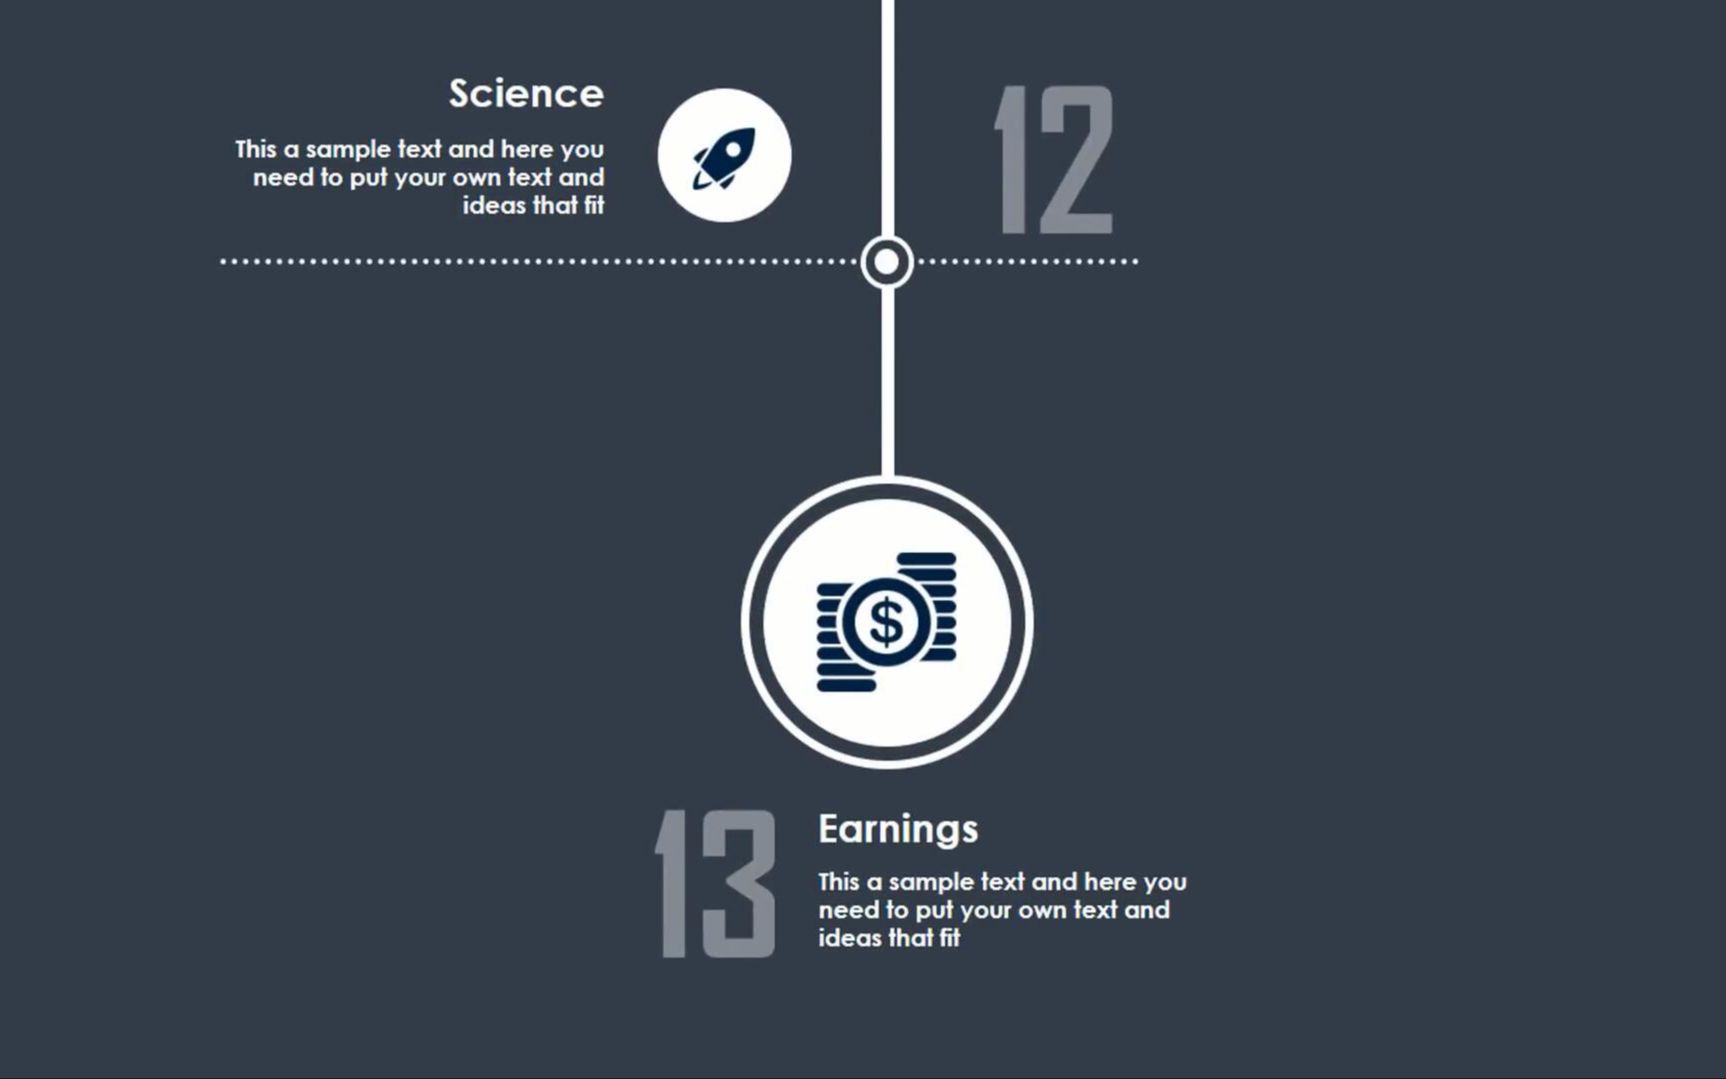 Science
This a sample text and here you
need to put your own text and
ideas that fit
12
$
13
Earnings
This a sample text and here you
need to put your own text and
ideas that fit